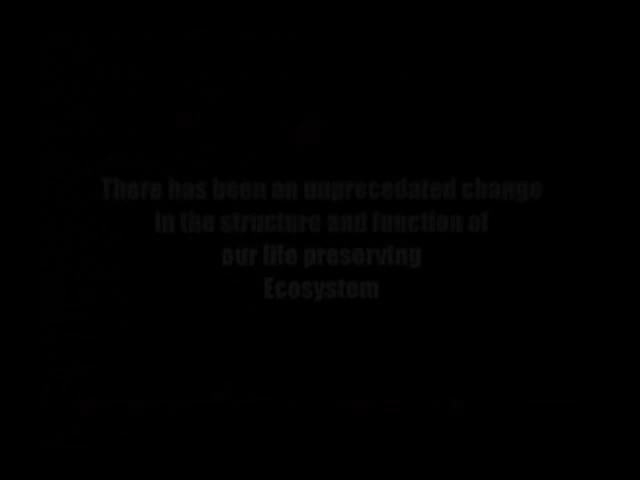 There has been an unprecedated change
in the structure and function of
our life preserving
Ecosystem